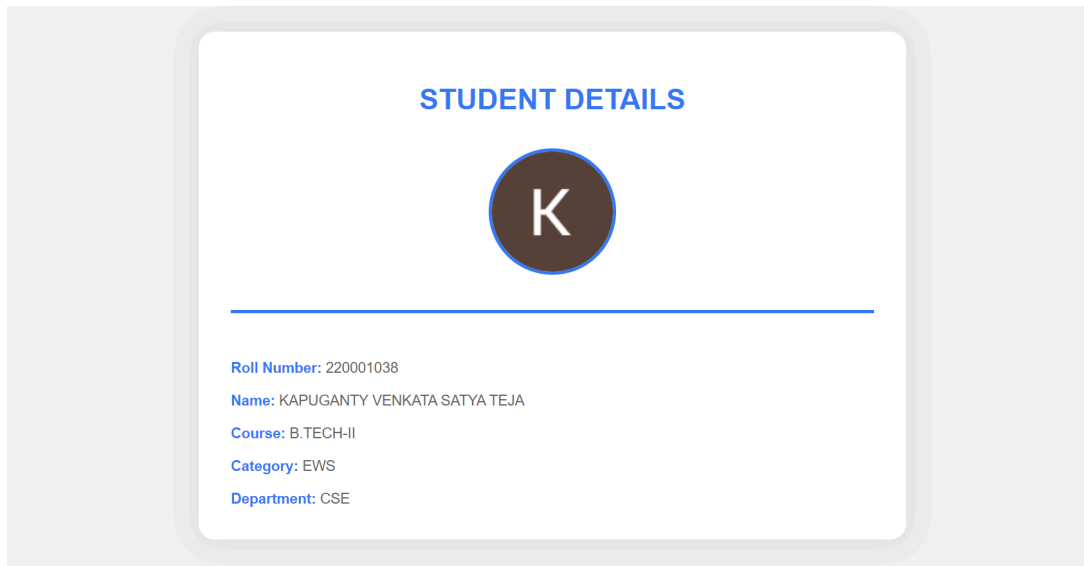 STUDENT DETAILS
K
Roll Number: 220001038
Name: KAPUGANTY VENKATA SATYA TEJA
Course: B.TECH-II
Category: EWS
Department: CSE